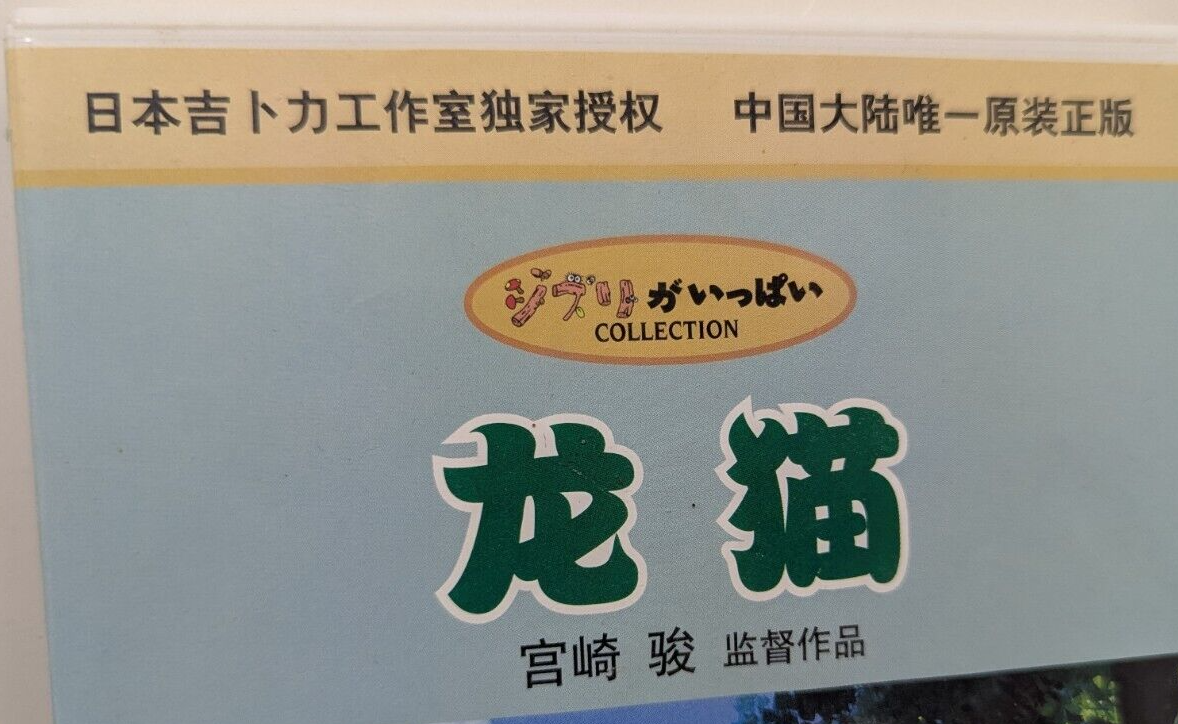 日本吉卜力工作室独家授权 中国大陆唯一原装正版
ジブリがいっぱい
COLLECTION
龙猫
宫崎 骏 监督作品